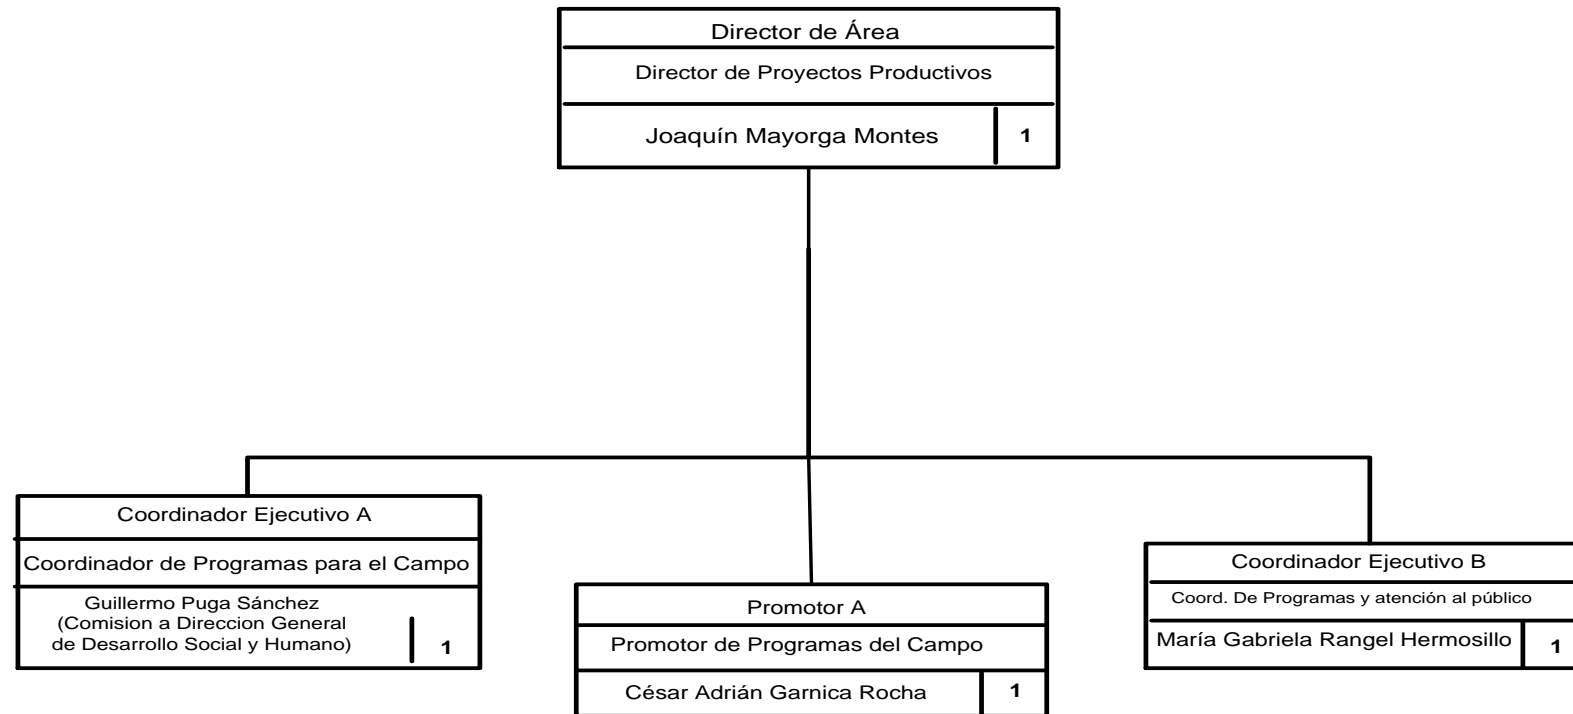 Director de Área
Director de Proyectos Productivos
Joaquín Mayorga Montes
1
Coordinador Ejecutivo A
Coordinador de Programas para el Campo
Guillermo Puga Sánchez
(Comision a Direccion General
de Desarrollo Social y Humano)
1
Promotor A
Promotor de Programas del Campo
César Adrián Garnica Rocha
1
Coordinador Ejecutivo B
Coord. De Programas y atención al público
María Gabriela Rangel Hermosillo
1